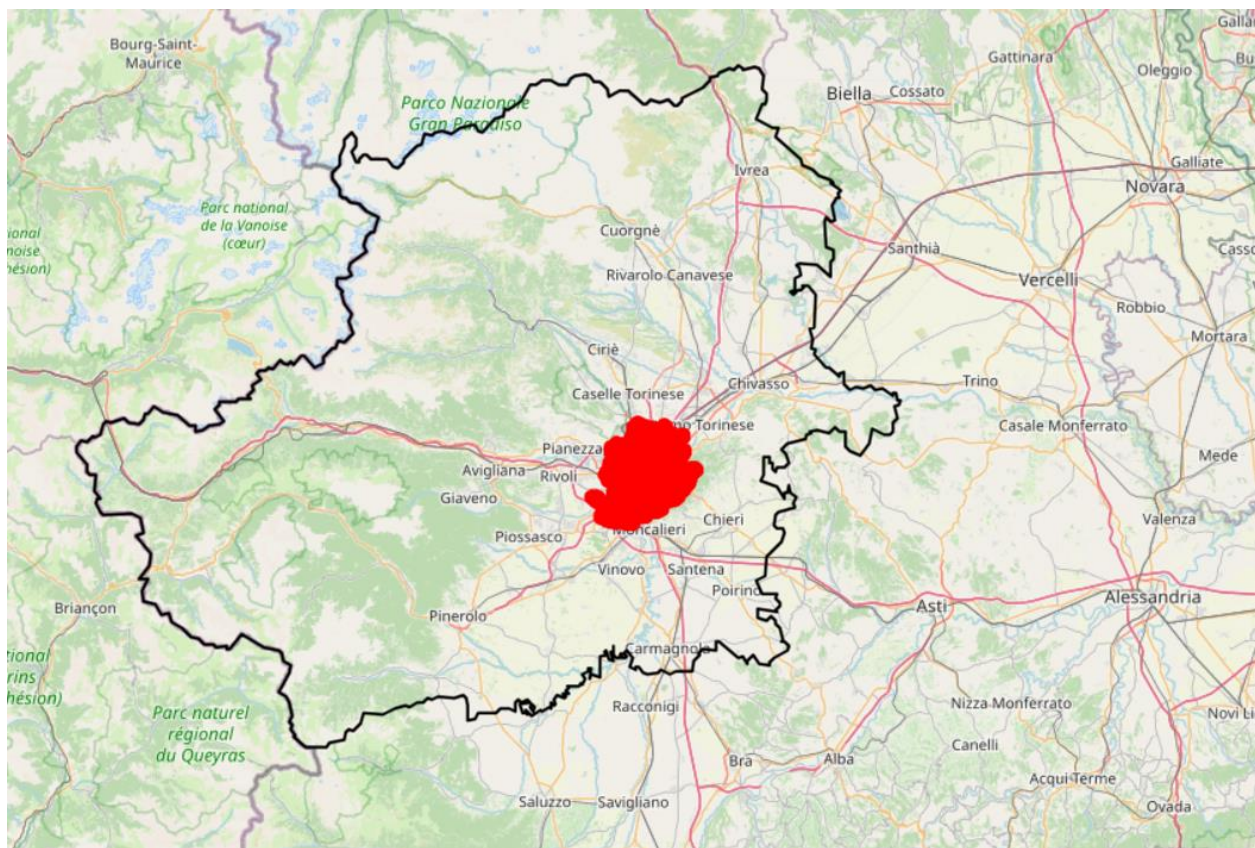 Bourg-Saint-
Maurice
Parco Nazionale
Gran Paradiso
Biella
Cossato
Gattinara
Oleggio
Galliate
Novara
Ivrea
Parc national
de la Vanoise
(cœur)
Cuorgnè
Rivarolo Canavese
Santhià
Vercelli
Robbio
Mortara
Ciriè
Caselle Torinese
Chivasso
Trino
Torinese
Casale Monferrato
Mede
Pianezza
Avigliana
Rivoli
Giaveno
Chieri
Valenza
Piossasco
Moncalieri
Vinovo
Santena
Poirino
Briançon
Pinerolo
Asti
Alessandria
Carmagnola
Parc naturel
régional
du Queyras
Racconigi
Nizza Monferrato
Novi Li
Canelli
Bra
Alba
Acqui Terme
Saluzzo
Savigliano
Ovada